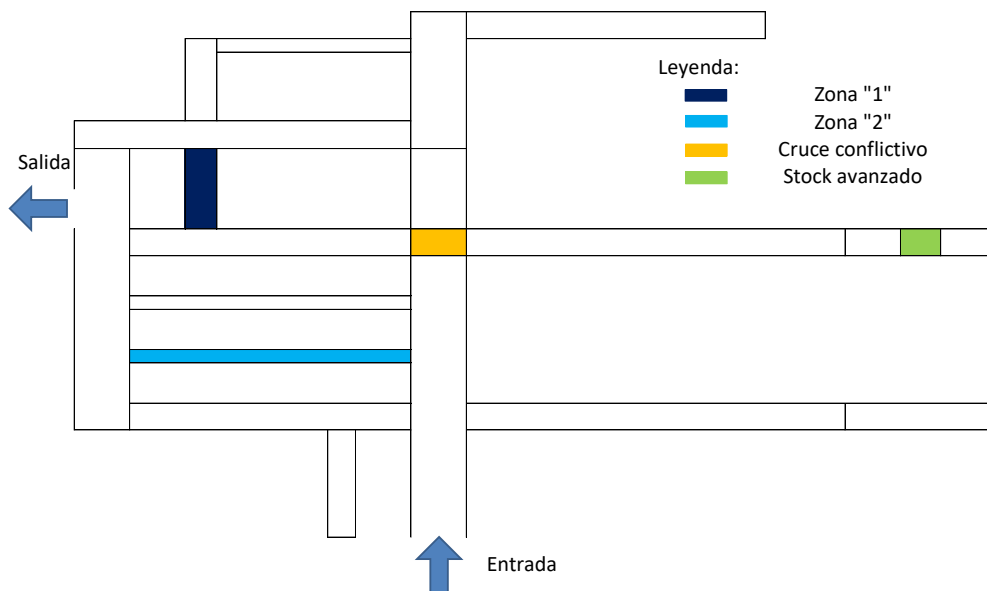 Leyenda:
Zona "1"
Zona "2"
Cruce conflictivo
Stock avanzado
Salida
Entrada